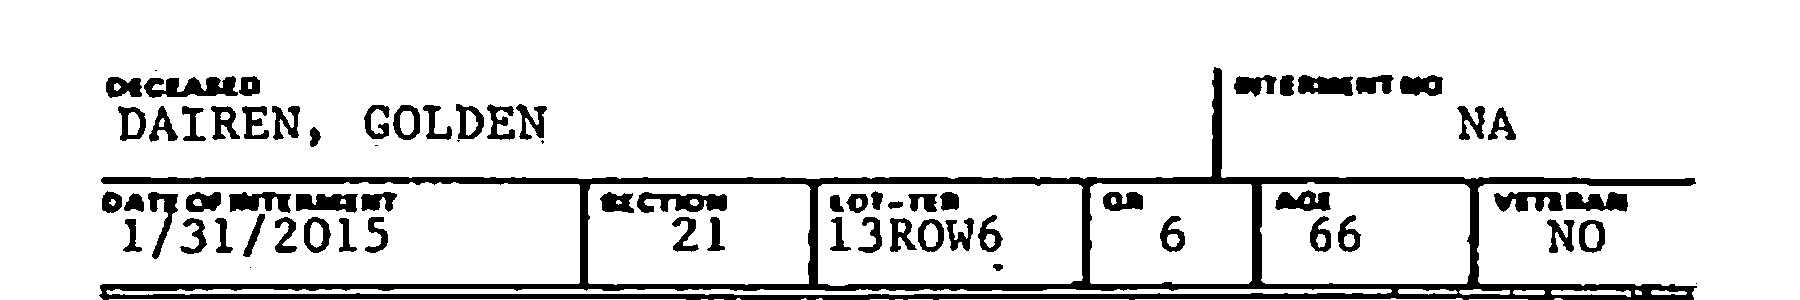 DECEASED INTERMENT NO
DAIREN, GOLDEN NA
DATE OF INTERMENT SECTION LOT-TER GR AGE VETERAN
1/31/2015 21 13ROW6 6 66 NO